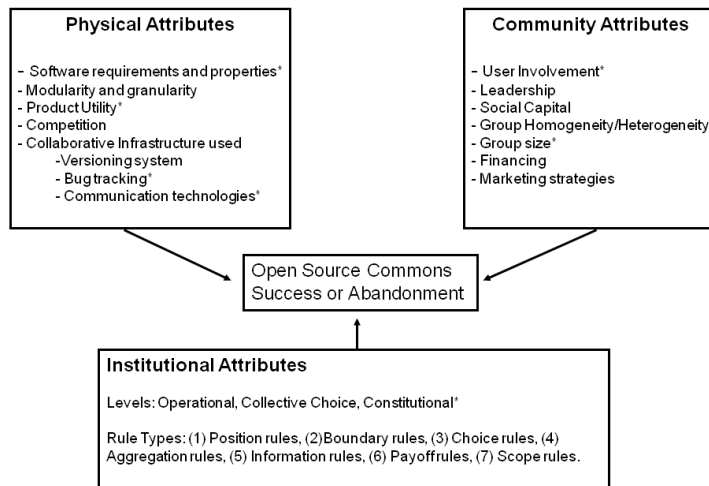 Physical Attributes
- Software requirements and properties*
- Modularity and granularity
- Product Utility*
- Competition
- Collaborative Infrastructure used
-Versioning system
- Bug tracking*
- Communication technologies*
Community Attributes
- User Involvement*
- Leadership
- Social Capital
- Group Homogeneity/Heterogeneity
- Group size*
- Financing
- Marketing strategies
Open Source Commons
Success or Abandonment
Institutional Attributes
Levels: Operational, Collective Choice, Constitutional*
Rule Types: (1) Position rules, (2)Boundary rules, (3) Choice rules, (4)
Aggregation rules, (5) Information rules, (6) Payoff rules, (7) Scope rules.